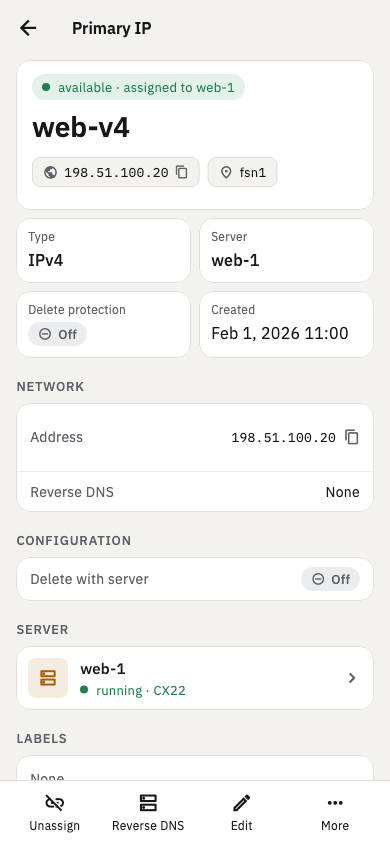 Primary IP
available · assigned to web-1
web-v4
198.51.100.20
fsn1
Type
IPv4
Server
web-1
Delete protection
Off
Created
Feb 1, 2026 11:00
NETWORK
Address
198.51.100.20
Reverse DNS
None
CONFIGURATION
Delete with server
Off
SERVER
web-1
running · CX22
LABELS
None
Unassign
Reverse DNS
Edit
More